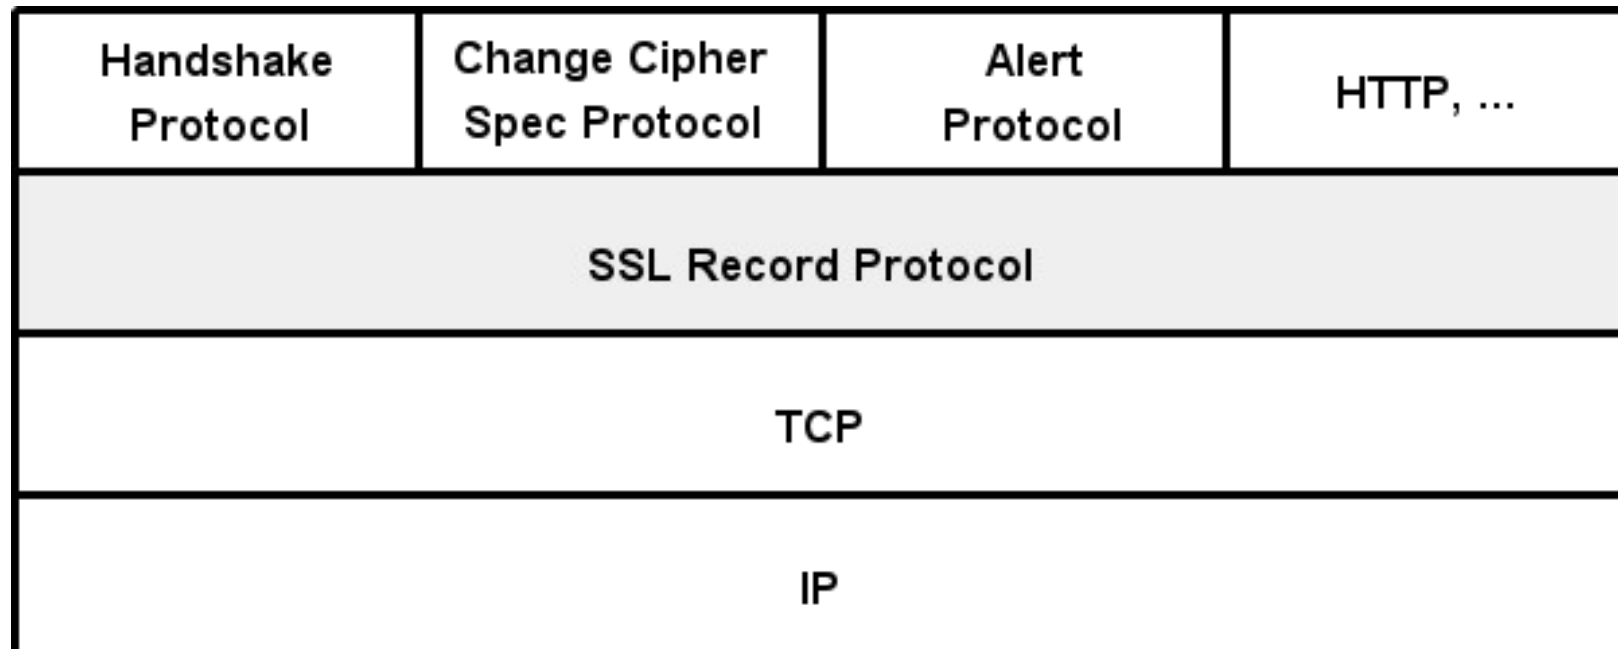 Handshake
Protocol
Change Cipher
Spec Protocol
Alert
Protocol
HTTP, ...
SSL Record Protocol
TCP
IP